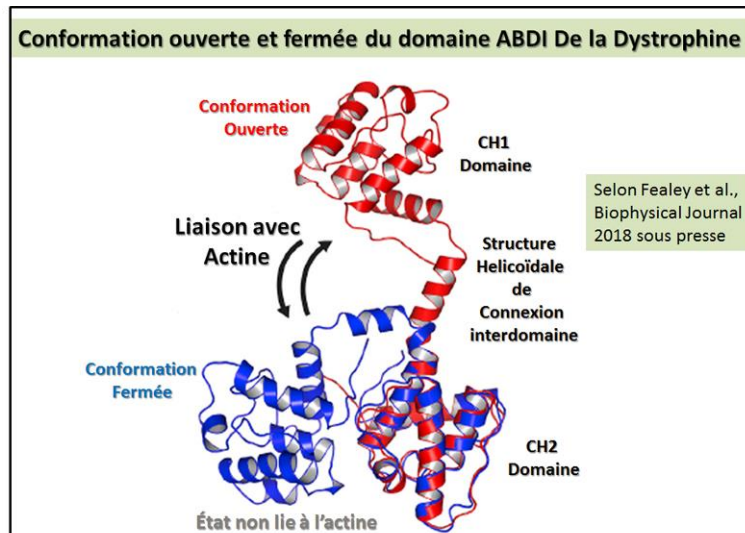 Conformation ouverte et fermée du domaine ABDI De la Dystrophine
Conformation
Ouverte
CH1
Domaine
Selon Fealey et al.,
Biophysical Journal
2018 sous presse
Liaison avec
Actine
Structure
Helicoïdale
de
Connexion
interdomaine
Conformation
Fermée
CH2
Domaine
État non lie à l'actine